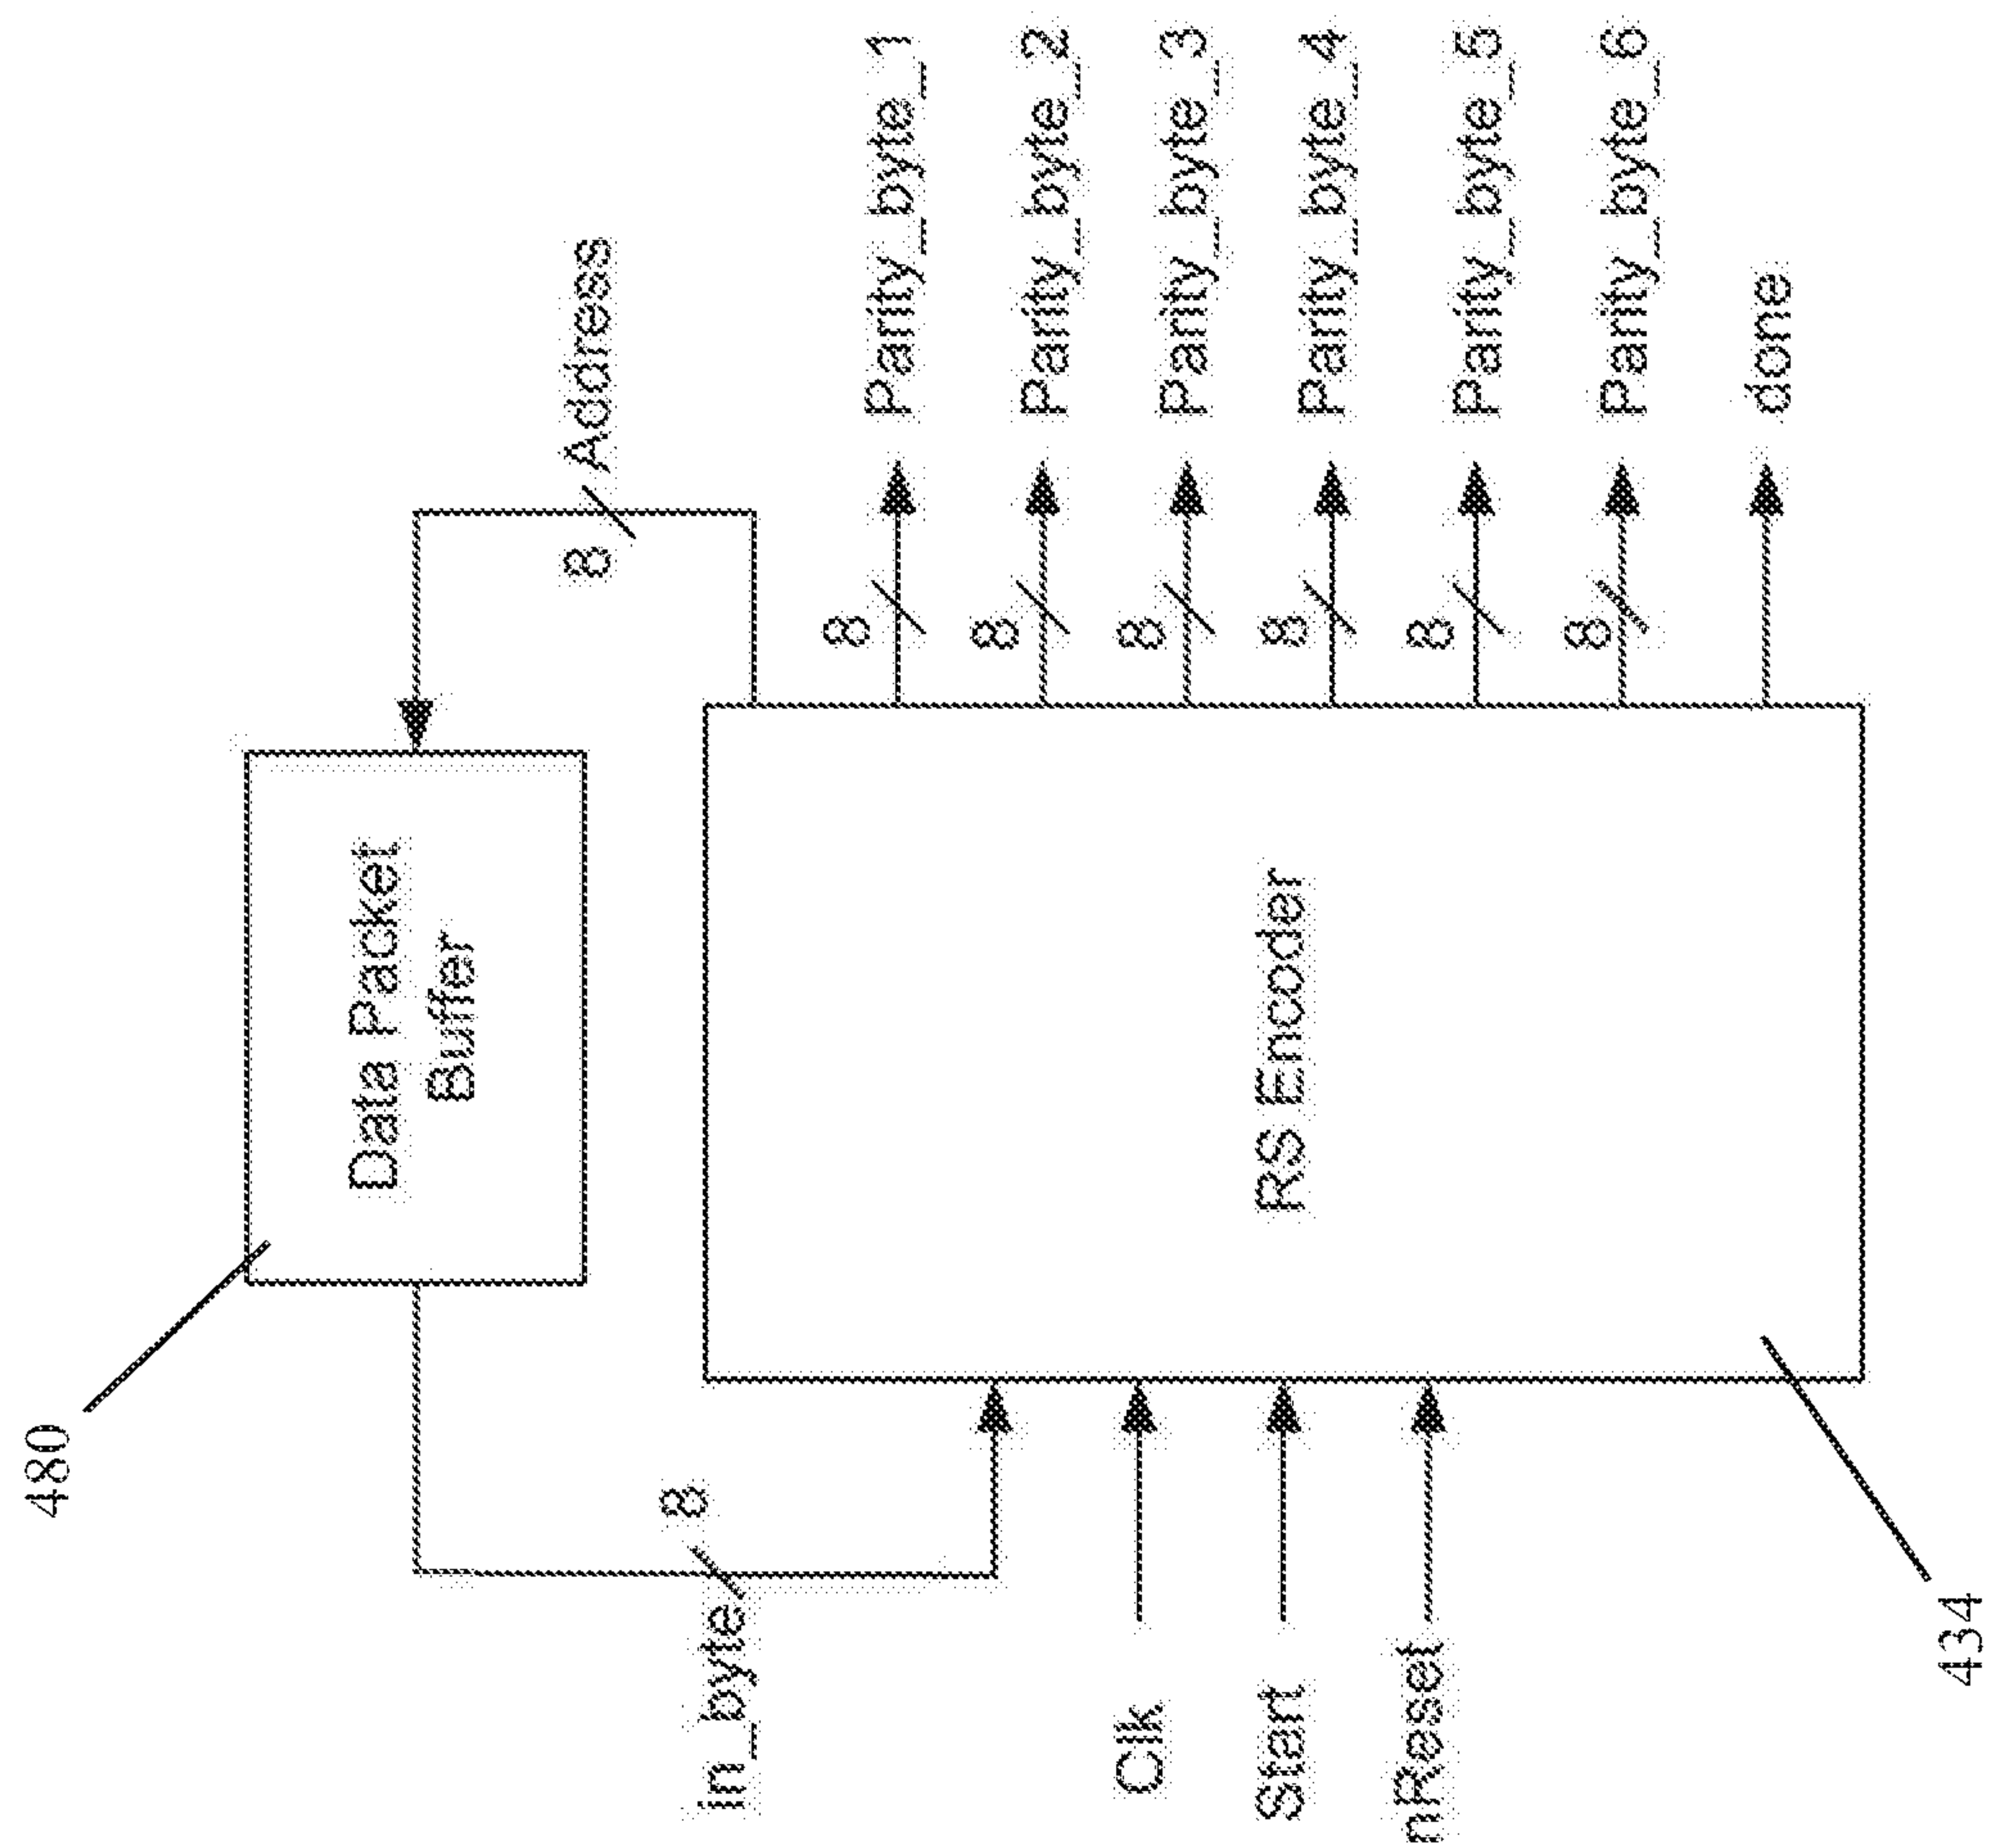 480
Data Packet
Buffer
8
Address
in_byte
8
Clk
Start
nReset
RS Encoder
8
Parity_byte_1
8
Parity_byte_2
8
Parity_byte_3
8
Parity_byte_4
8
Parity_byte_5
8
Parity_byte_6
done
434